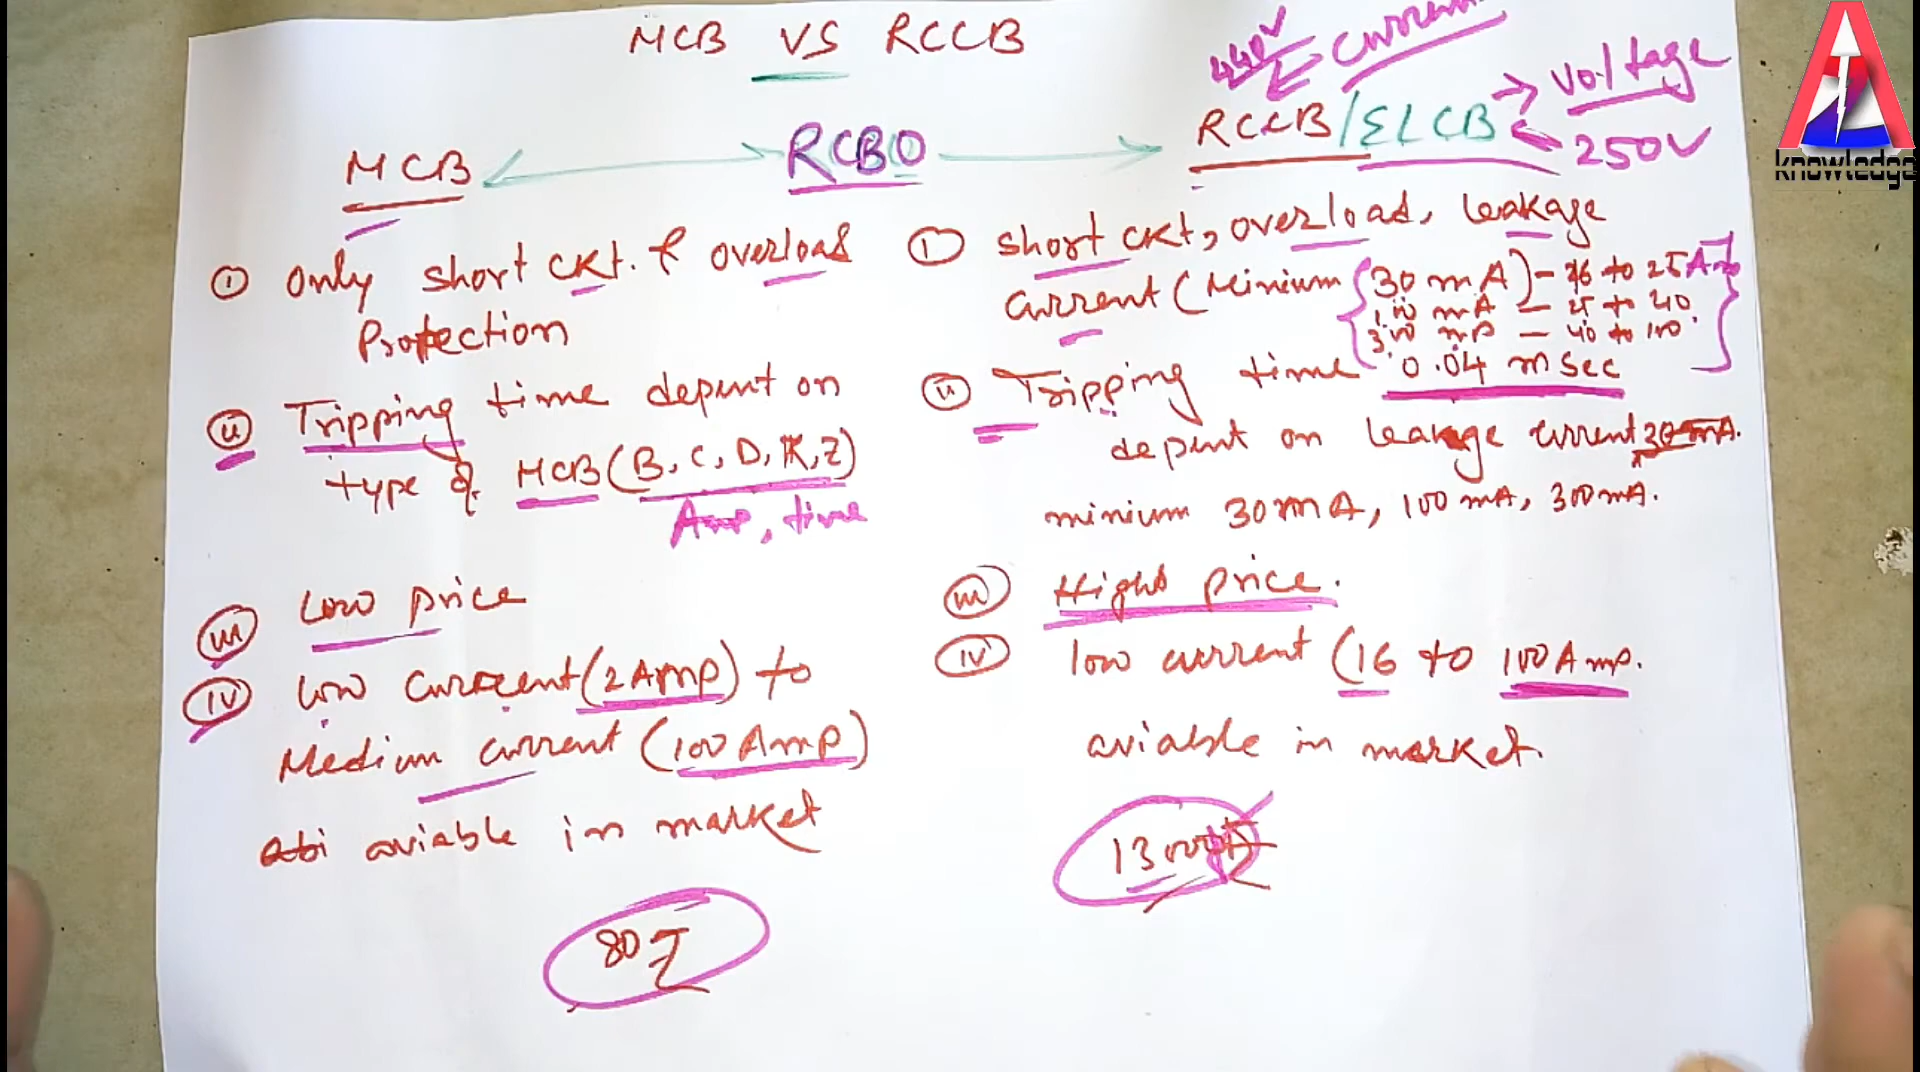 MCB VS RCCB
440V
Current
Voltage
250V
MCB
RCBO
RCCB/ELCB
knowledge
① Only short CKT. & overload
Protection
ii Tripping time depent on
type of MCB (B, C, D, K, Z)
Amp, time
iii Low price
iv low Current (2 Amp) to
Medium current (100 Amp)
aviable in market
80
① Short CKT, overload, leakage
Current (Minium 30 mA) - 16 to 25 Amp
100 mA - 25 to 40
300 mA - 40 to 100
ii Tripping time 0.04 m Sec
depent on leakage current 30 mA.
minium 30 mA, 100 mA, 300 mA.
iii High price.
iv low current (16 to 100 Amp.
aviable in market.